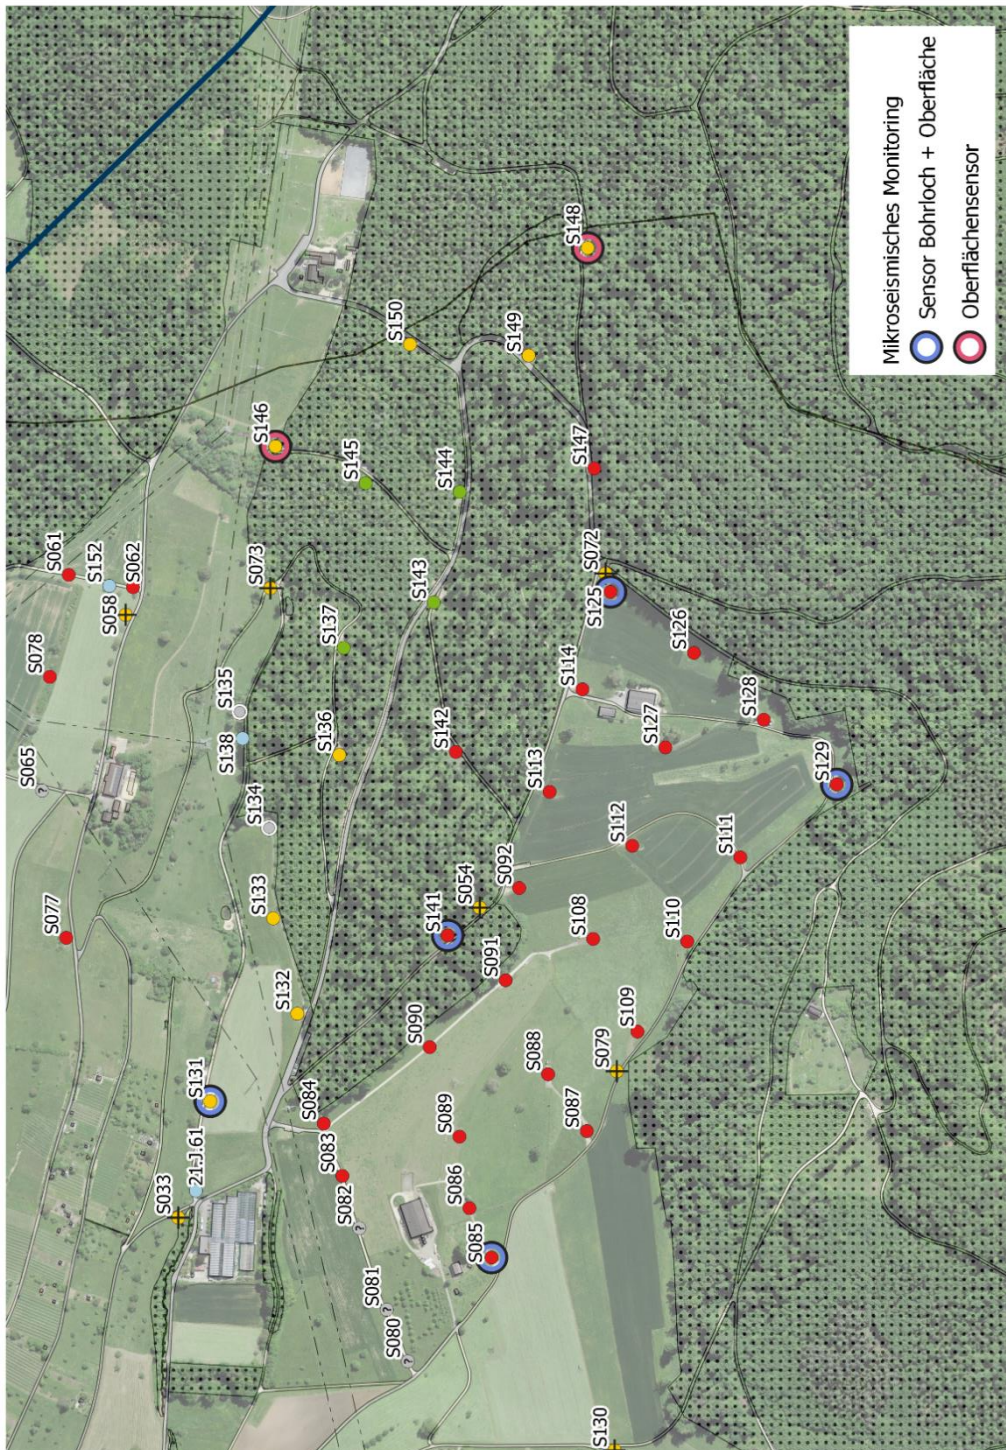 S065
S078
S061
S152
S062
S058
S077
S138
S135
S073
S146
S150
S148
S134
S133
S132
S131
21.J.61
S033
S136
S137
S145
S144
S143
S149
S147
S142
S141
S054
S084
S083
S082
S081
S080
S090
S091
S092
S113
S114
S072
S125
S126
S127
S128
S129
S112
S111
S108
S110
S109
S079
S088
S087
S089
S086
S085
S130
Mikroseismisches Monitoring
Sensor Bohrloch + Oberfläche
Oberflächensensor